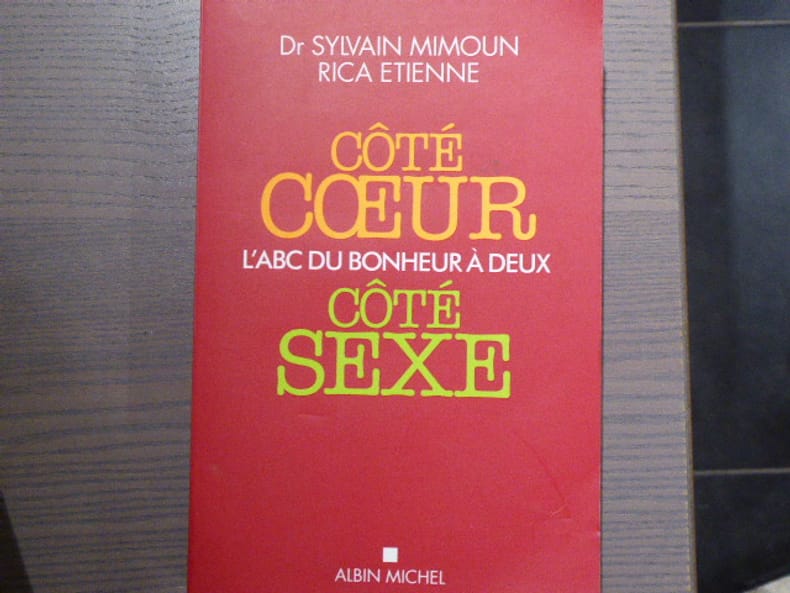 Dr SYLVAIN MIMOUN
RICA ETIENNE
CÔTÉ
CŒUR
L'ABC DU BONHEUR À DEUX
CÔTÉ
SEXE
ALBIN MICHEL